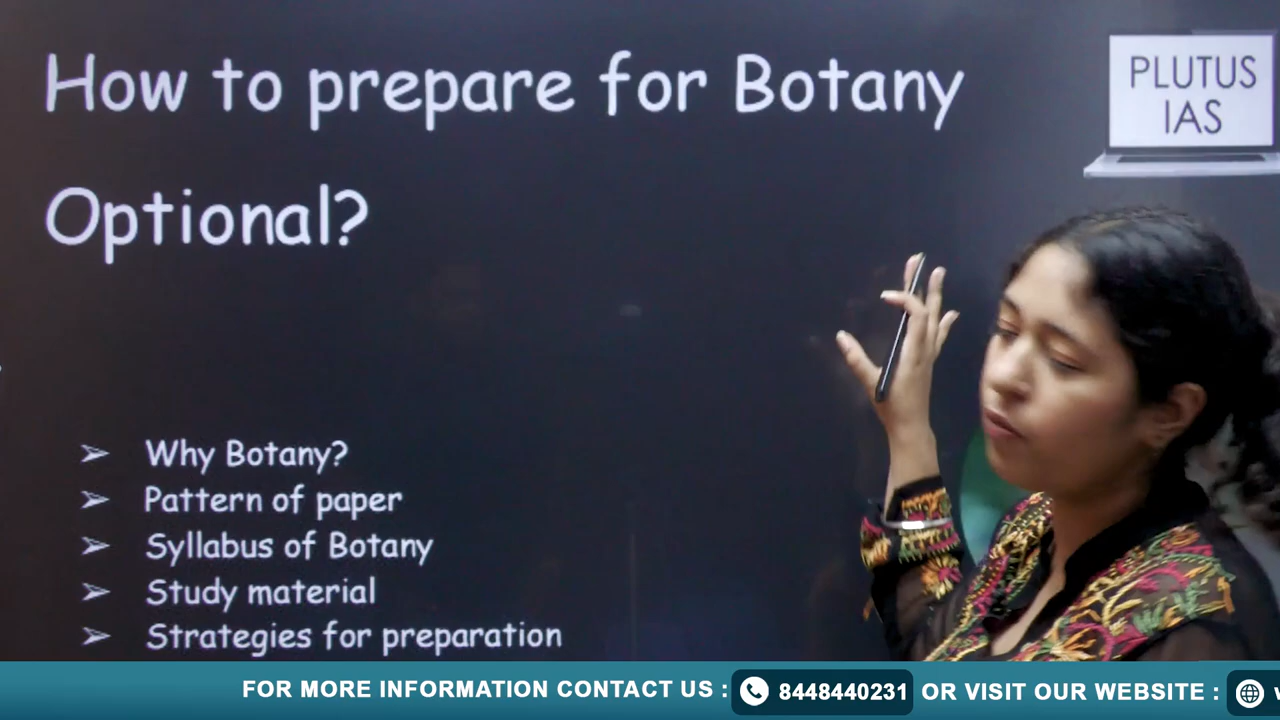 How to prepare for Botany
Optional?
PLUTUS
IAS
➢ Why Botany?
➢ Pattern of paper
➢ Syllabus of Botany
➢ Study material
➢ Strategies for preparation
FOR MORE INFORMATION CONTACT US : 8448440231 OR VISIT OUR WEBSITE :